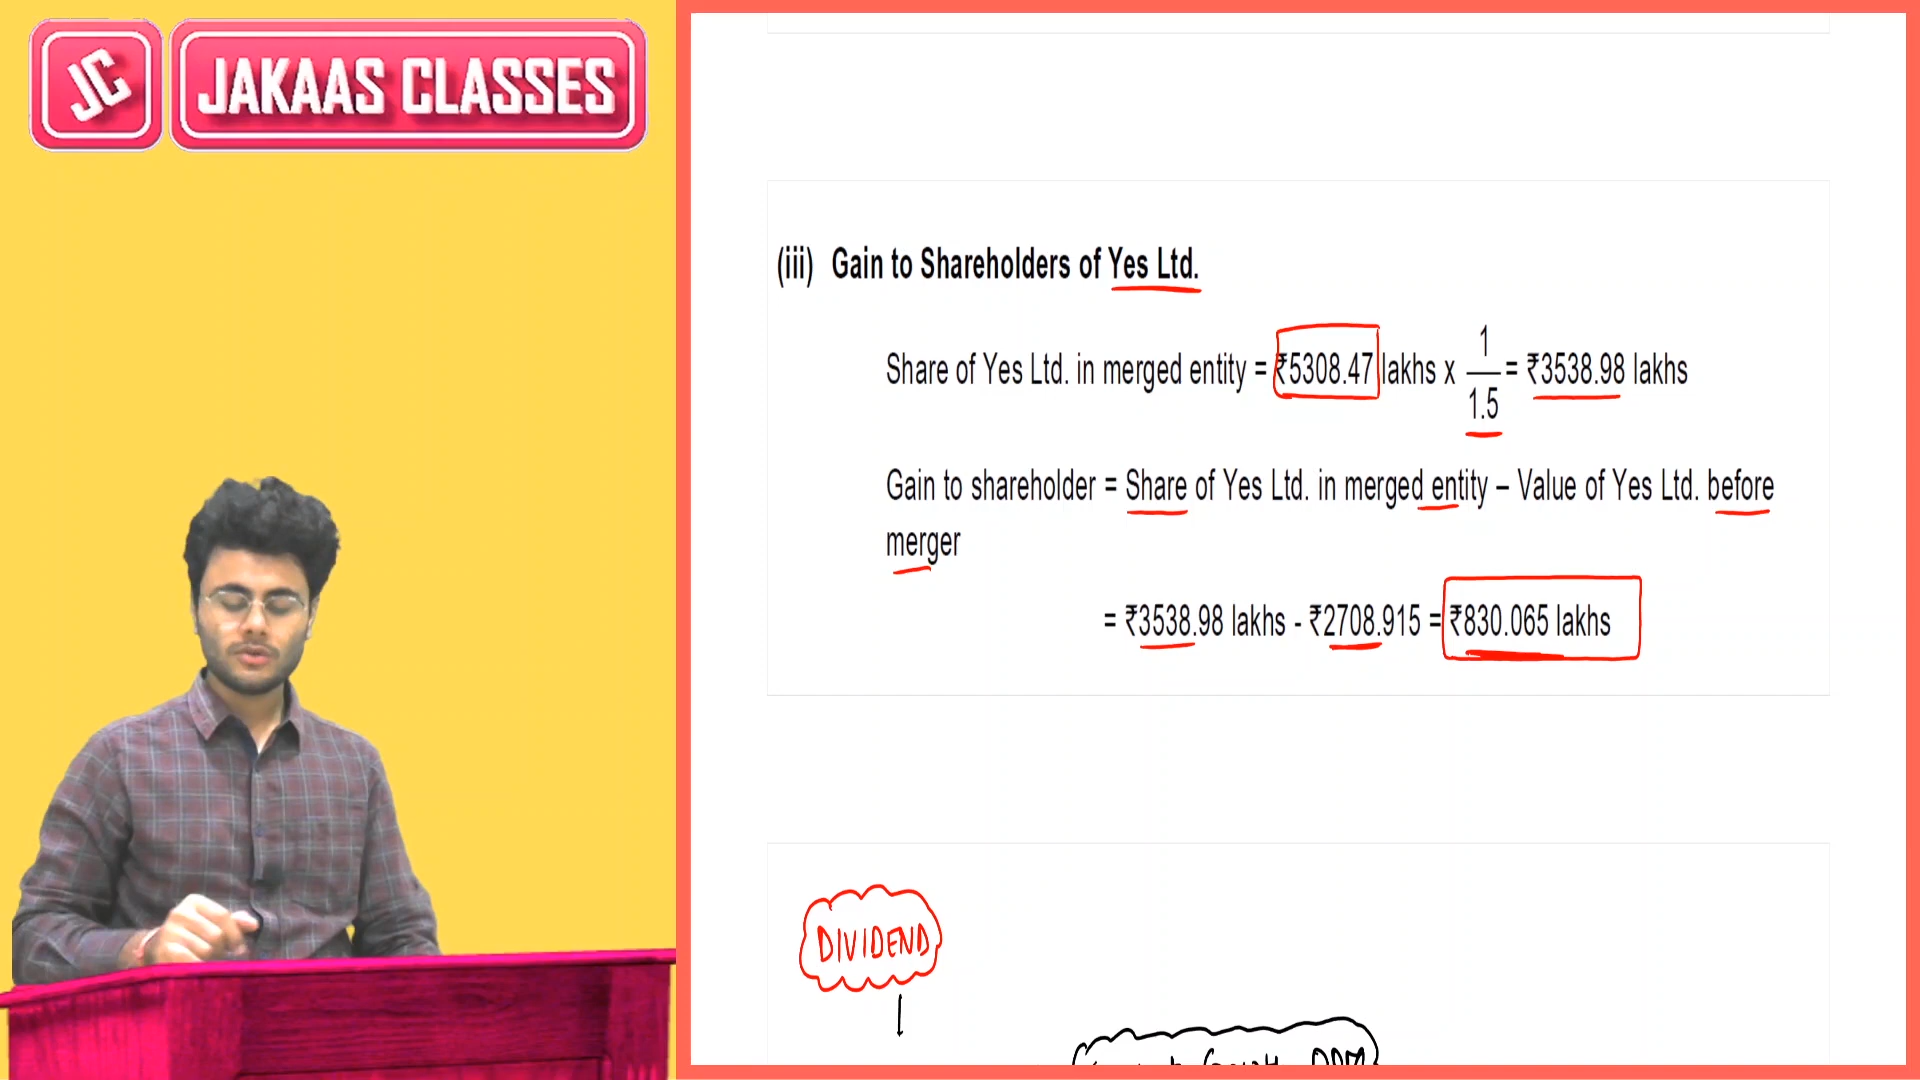 JC JAKAAS CLASSES
(iii) Gain to Shareholders of Yes Ltd.
Share of Yes Ltd. in merged entity = ₹5308.47 lakhs x 1/1.5 = ₹3538.98 lakhs
Gain to shareholder = Share of Yes Ltd. in merged entity – Value of Yes Ltd. before
merger
= ₹3538.98 lakhs - ₹2708.915 = ₹830.065 lakhs
DIVIDEND
DDM